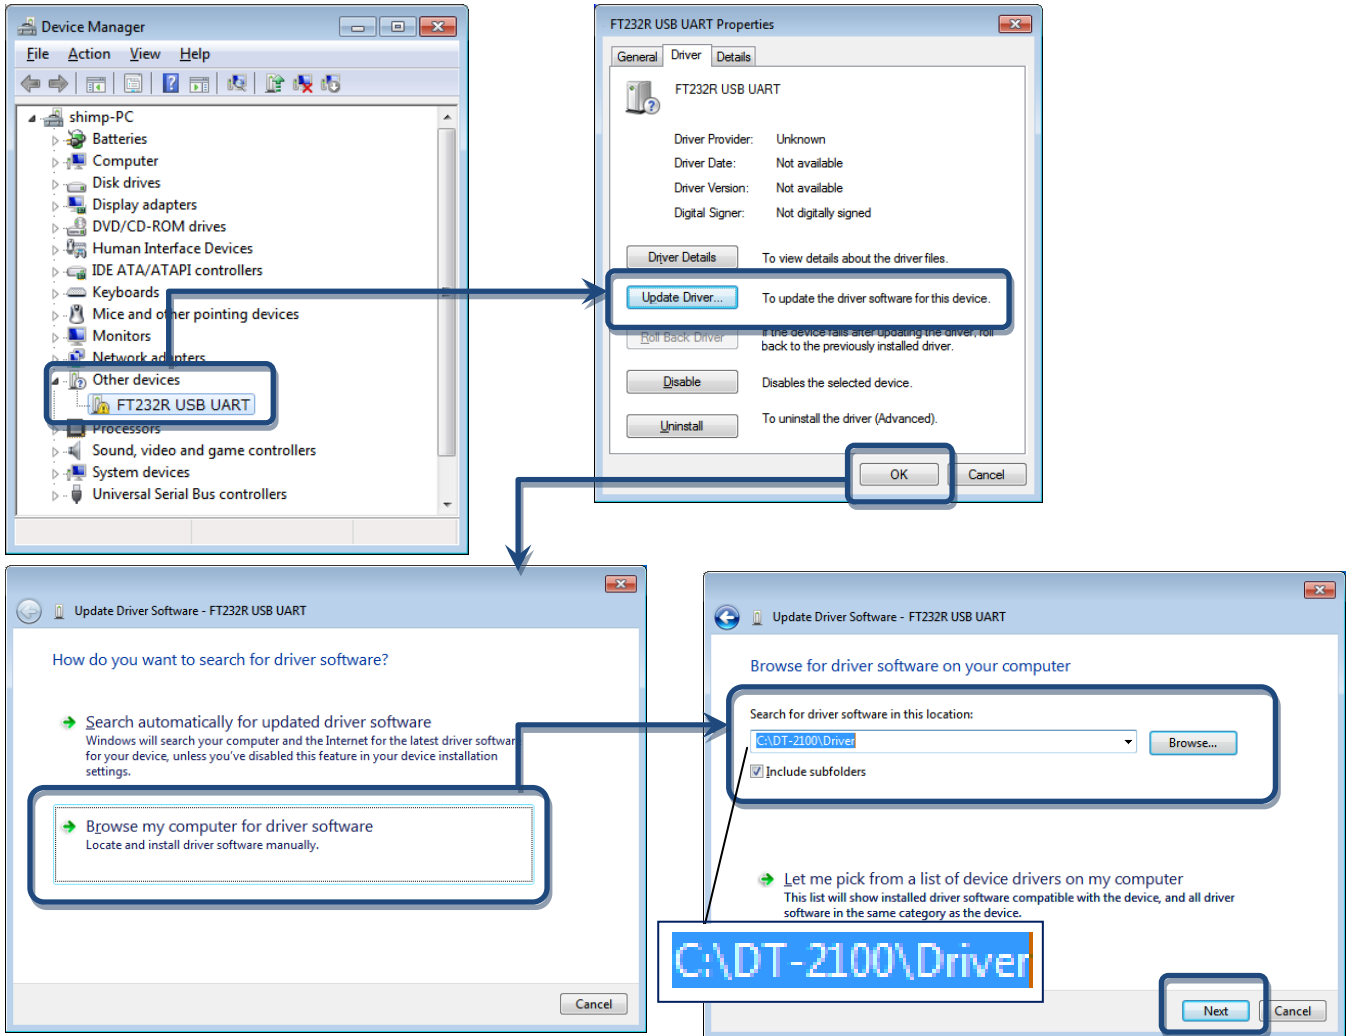 Device Manager
File Action View Help
shimp-PC
Batteries
Computer
Disk drives
Display adapters
DVD/CD-ROM drives
Human Interface Devices
IDE ATA/ATAPI controllers
Keyboards
Mice and other pointing devices
Monitors
Network adapters
Other devices
FT232R USB UART
Processors
Sound, video and game controllers
System devices
Universal Serial Bus controllers
FT232R USB UART Properties
General Driver Details
FT232R USB UART
Driver Provider: Unknown
Driver Date: Not available
Driver Version: Not available
Digital Signer: Not digitally signed
Driver Details To view details about the driver files.
Update Driver... To update the driver software for this device.
Roll Back Driver If the device fails after updating the driver, roll
back to the previously installed driver.
Disable Disables the selected device.
Uninstall To uninstall the driver (Advanced).
OK Cancel
Update Driver Software - FT232R USB UART
How do you want to search for driver software?
Search automatically for updated driver software
Windows will search your computer and the Internet for the latest driver software
for your device, unless you've disabled this feature in your device installation
settings.
Browse my computer for driver software
Locate and install driver software manually.
Cancel
Update Driver Software - FT232R USB UART
Browse for driver software on your computer
Search for driver software in this location:
C:\DT-2100\Driver Browse...
Include subfolders
Let me pick from a list of device drivers on my computer
This list will show installed driver software compatible with the device, and all driver
software in the same category as the device.
C:\DT-2100\Driver
Next Cancel